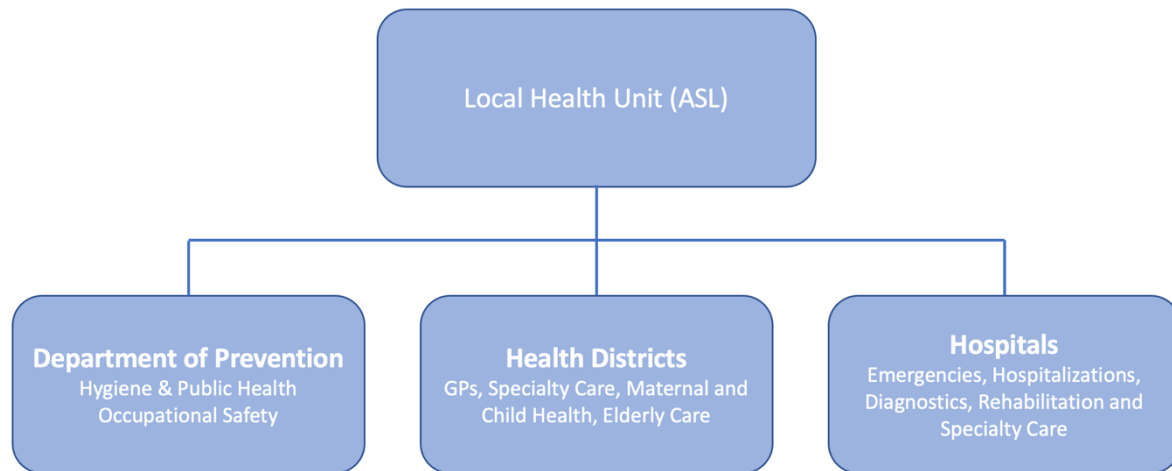 Local Health Unit (ASL)
Department of Prevention
Hygiene & Public Health
Occupational Safety
Health Districts
GPs, Specialty Care, Maternal and
Child Health, Elderly Care
Hospitals
Emergencies, Hospitalizations,
Diagnostics, Rehabilitation and
Specialty Care